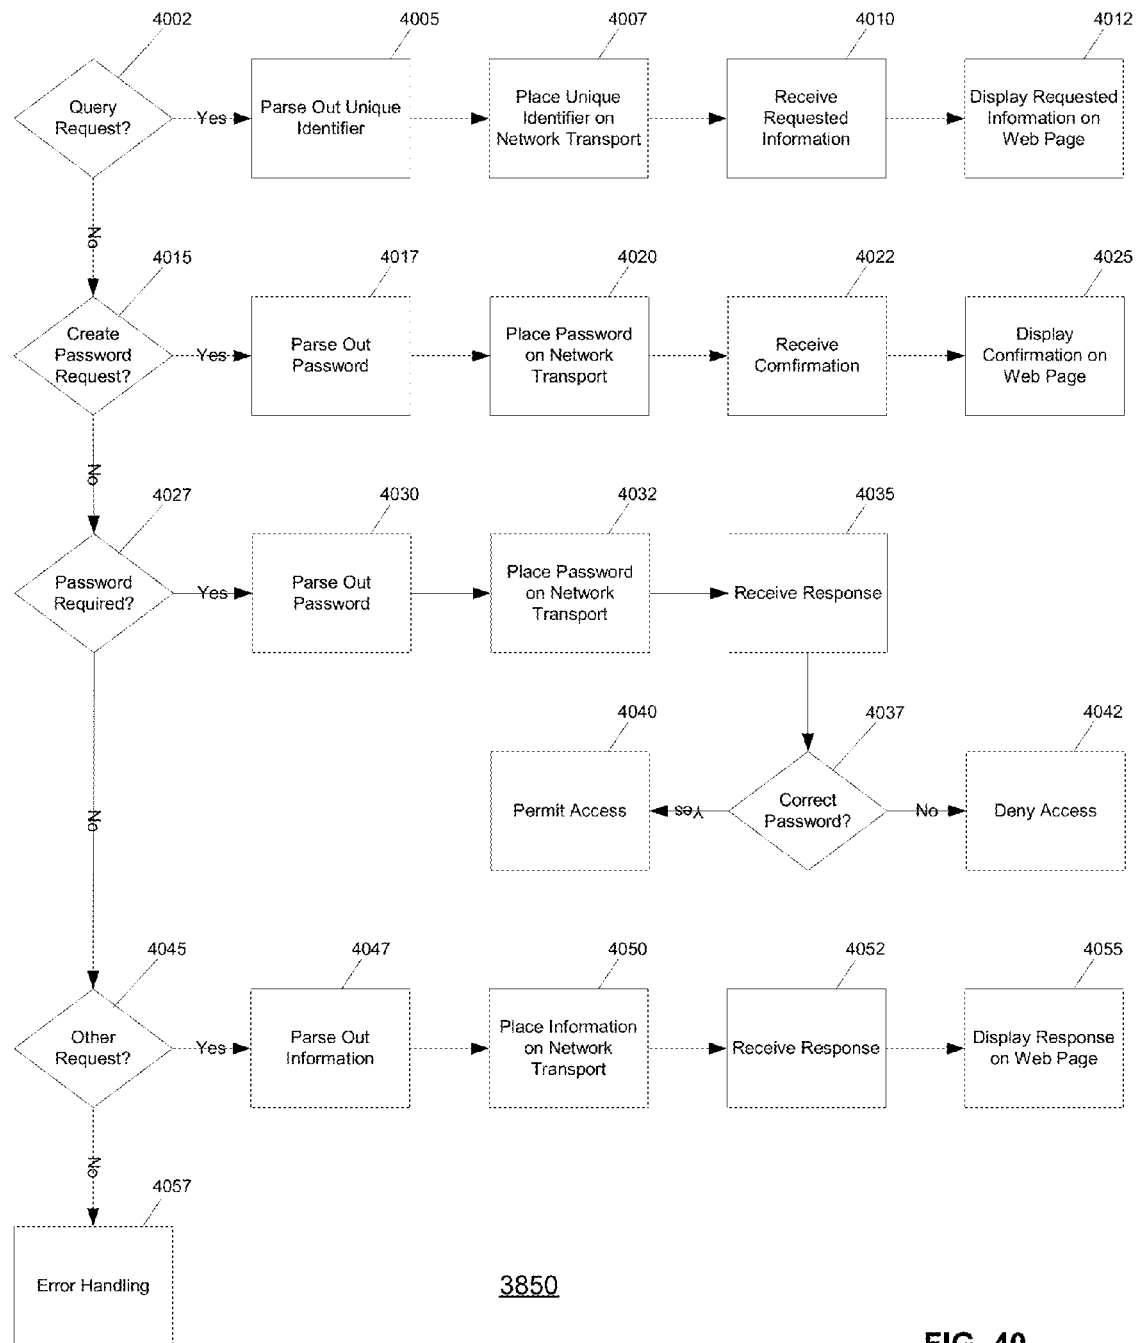 4002
4005
4007
4010
4012
Query
Request?
Yes
Parse Out Unique
Identifier
Place Unique
Identifier on
Network Transport
Receive
Requested
Information
Display Requested
Information on
Web Page
No
4015
4017
4020
4022
4025
Create
Password
Request?
Yes
Parse Out
Password
Place Password
on Network
Transport
Receive
Comfirmation
Display
Confirmation on
Web Page
No
4027
4030
4032
4035
Password
Required?
Yes
Parse Out
Password
Place Password
on Network
Transport
Receive Response
4040
4037
4042
Permit Access
Yes
Correct
Password?
No
Deny Access
No
4045
4047
4050
4052
4055
Other
Request?
Yes
Parse Out
Information
Place Information
on Network
Transport
Receive Response
Display Response
on Web Page
No
4057
Error Handling
3850
FIG. 40